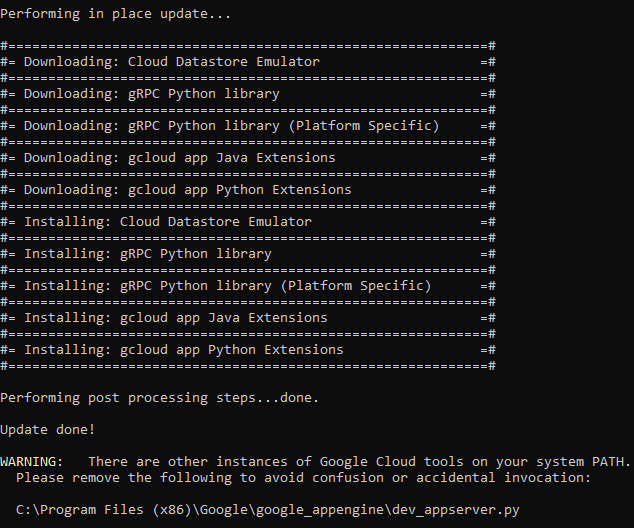 Performing in place update...
#============================================================#
#= Downloading: Cloud Datastore Emulator                    =#
#============================================================#
#= Downloading: gRPC Python library                         =#
#============================================================#
#= Downloading: gRPC Python library (Platform Specific)     =#
#============================================================#
#= Downloading: gcloud app Java Extensions                  =#
#============================================================#
#= Downloading: gcloud app Python Extensions                =#
#============================================================#
#= Installing: Cloud Datastore Emulator                     =#
#============================================================#
#= Installing: gRPC Python library                          =#
#============================================================#
#= Installing: gRPC Python library (Platform Specific)      =#
#============================================================#
#= Installing: gcloud app Java Extensions                   =#
#============================================================#
#= Installing: gcloud app Python Extensions                 =#
#============================================================#
Performing post processing steps...done.
Update done!
WARNING:   There are other instances of Google Cloud tools on your system PATH.
  Please remove the following to avoid confusion or accidental invocation:
  C:\Program Files (x86)\Google\google_appengine\dev_appserver.py